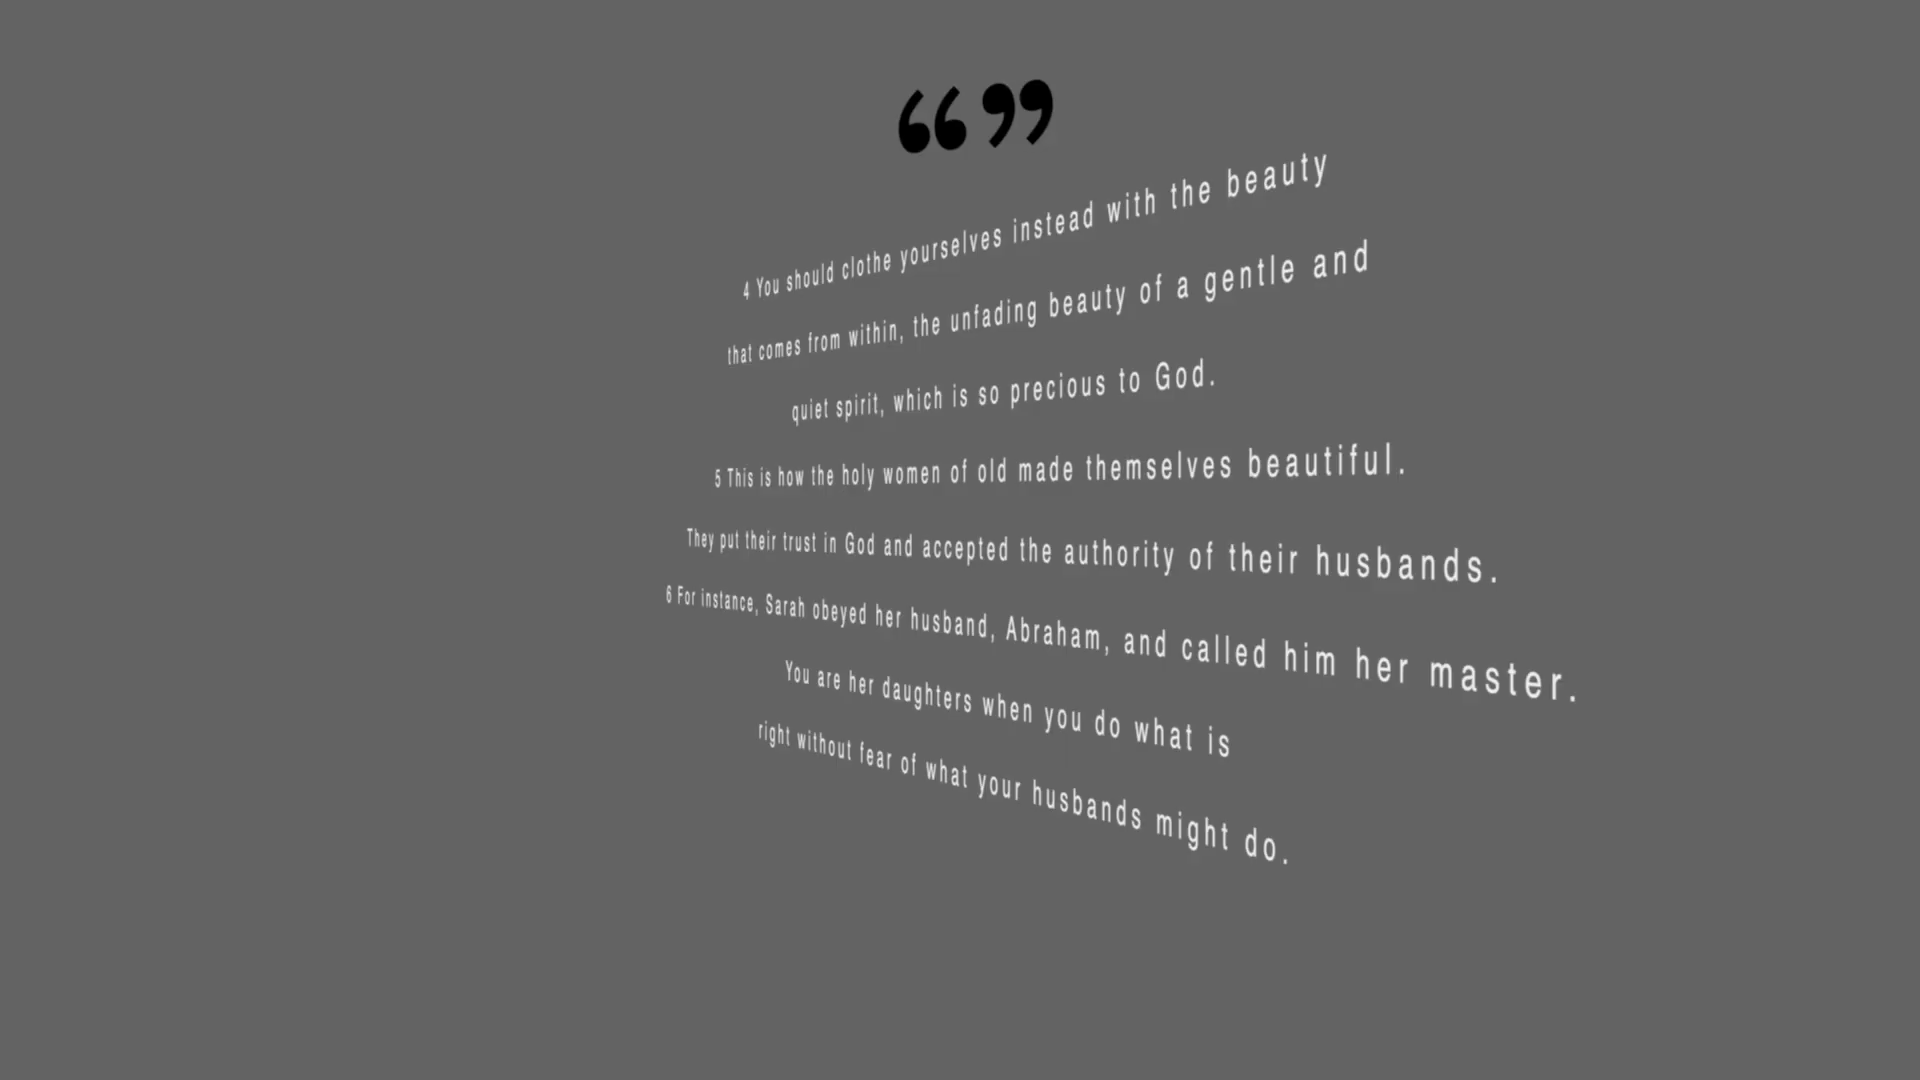 “ ”
4 You should clothe yourselves instead with the beauty
that comes from within, the unfading beauty of a gentle and
quiet spirit, which is so precious to God.
5 This is how the holy women of old made themselves beautiful.
They put their trust in God and accepted the authority of their husbands.
6 For instance, Sarah obeyed her husband, Abraham, and called him her master.
You are her daughters when you do what is
right without fear of what your husbands might do.